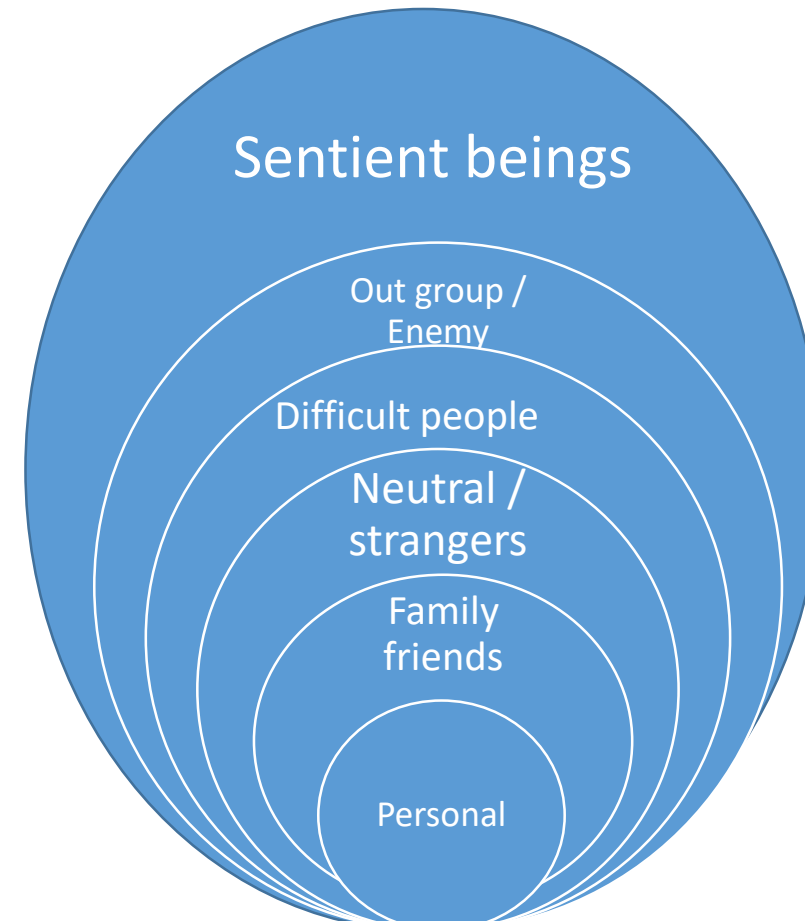 Sentient beings
Out group /
Enemy
Difficult people
Neutral /
strangers
Family
friends
Personal